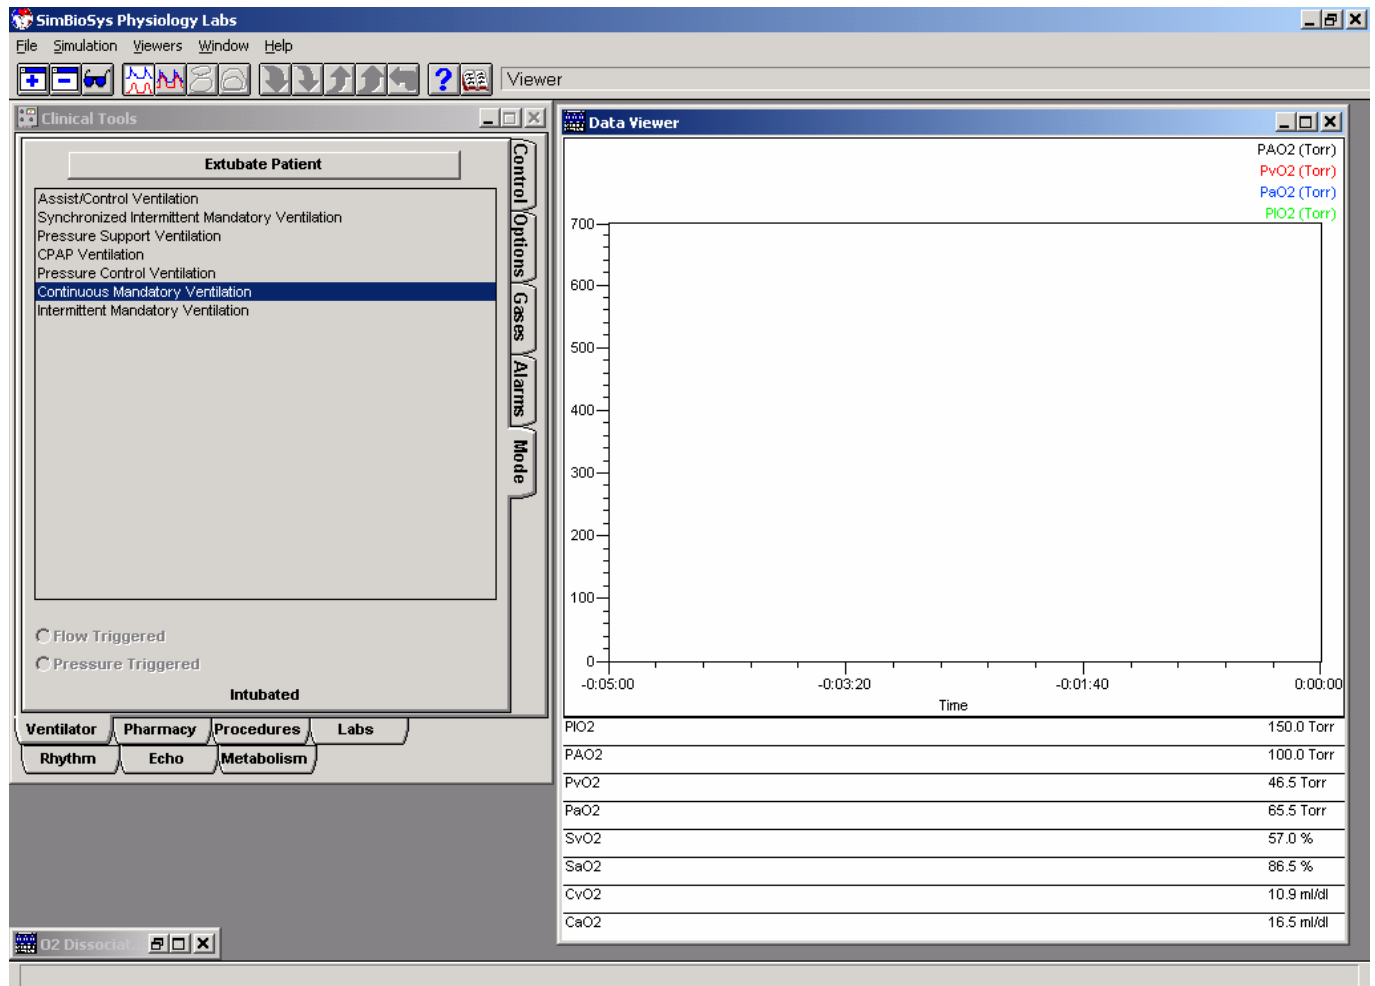 SimBioSys Physiology Labs
File Simulation Viewers Window Help
Viewer
Clinical Tools
Extubate Patient
Assist/Control Ventilation
Synchronized Intermittent Mandatory Ventilation
Pressure Support Ventilation
CPAP Ventilation
Pressure Control Ventilation
Continuous Mandatory Ventilation
Intermittent Mandatory Ventilation
Control
Options
Gases
Alarms
Mode
Flow Triggered
Pressure Triggered
Intubated
Ventilator Pharmacy Procedures Labs
Rhythm Echo Metabolism
Data Viewer
PAO2 (Torr)
PvO2 (Torr)
PaO2 (Torr)
PIO2 (Torr)
700
600
500
400
300
200
100
0
-0:05:00 -0:03:20 -0:01:40 0:00:00
Time
PIO2 150.0 Torr
PAO2 100.0 Torr
PvO2 46.5 Torr
PaO2 65.5 Torr
SvO2 57.0 %
SaO2 86.5 %
CvO2 10.9 ml/dl
CaO2 16.5 ml/dl
O2 Dissociat...